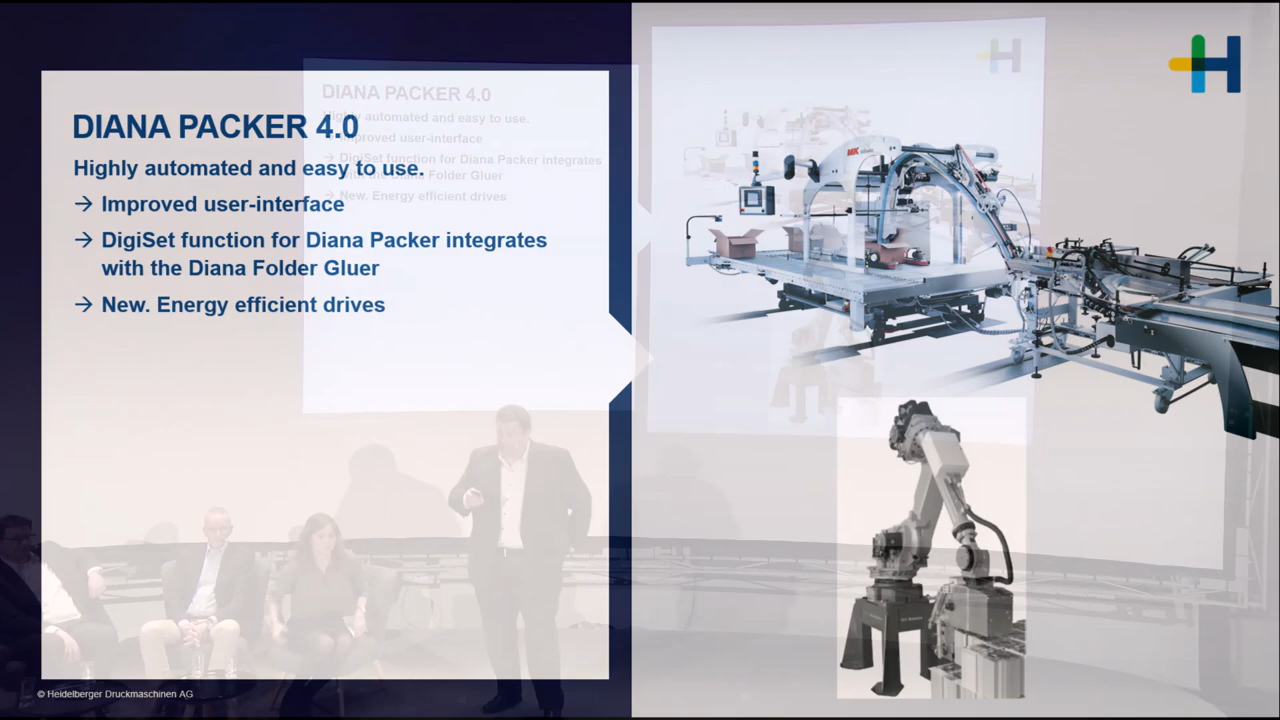 DIANA PACKER 4.0
Highly automated and easy to use.
→ Improved user-interface
→ DigiSet function for Diana Packer integrates
with the Diana Folder Gluer
→ New. Energy efficient drives
© Heidelberger Druckmaschinen AG
DIANA PACKER 4.0
Highly automated and easy to use.
→ Improved user-interface
→ DigiSet function for Diana Packer integrates
with the Diana Folder Gluer
→ New. Energy efficient drives
MK